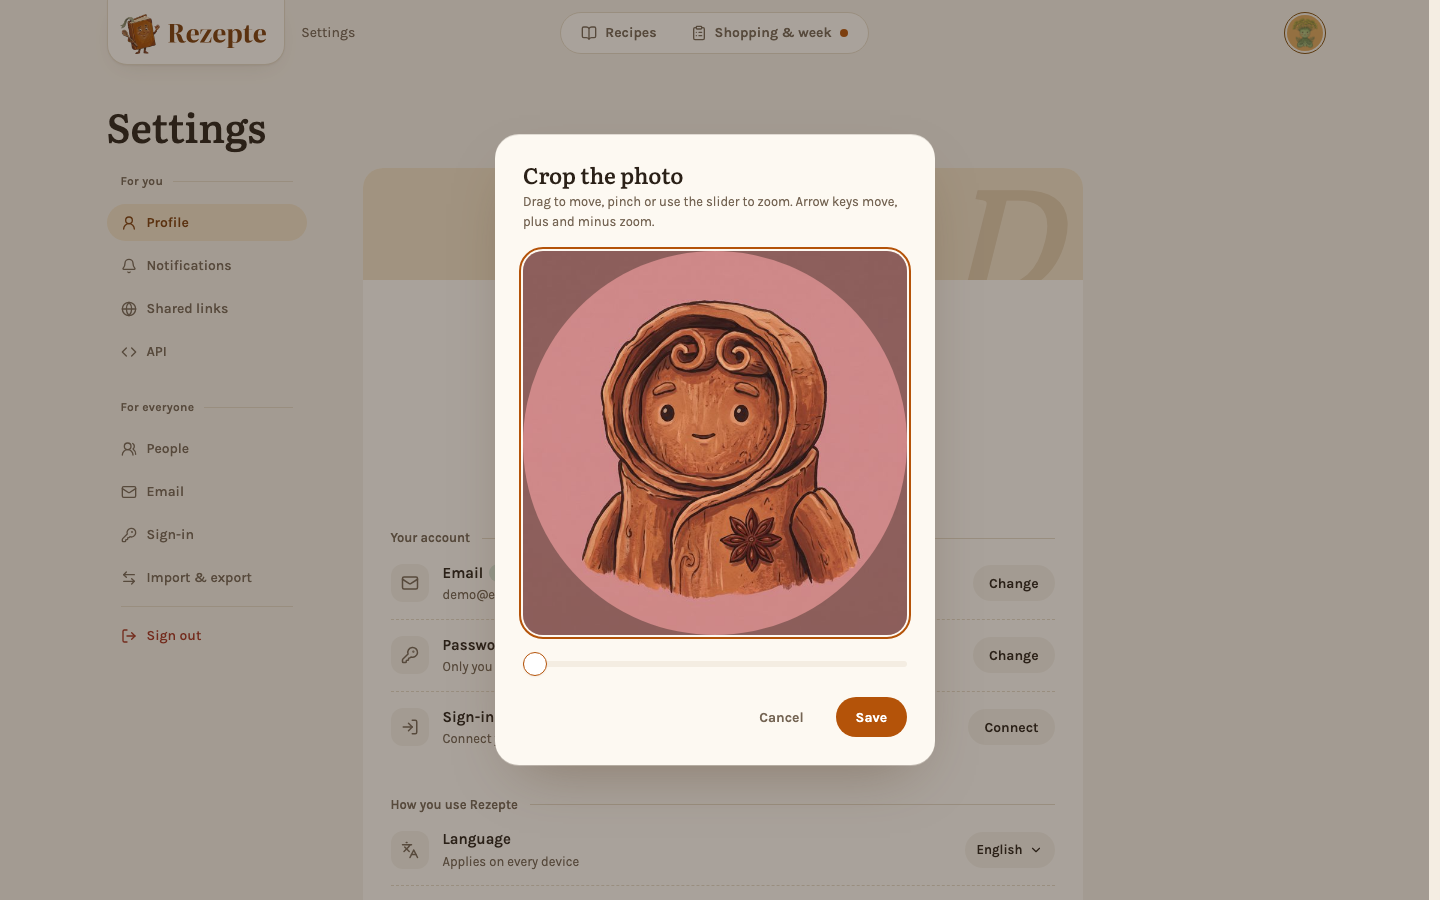 Rezepte
Settings
Recipes
Shopping & week
Settings
For you
Profile
Notifications
Shared links
API
For everyone
People
Email
Sign-in
Import & export
Sign out
D
Crop the photo
Drag to move, pinch or use the slider to zoom. Arrow keys move,
plus and minus zoom.
Cancel
Save
Your account
Email
Change
Only you
Change
Sign-in
Connect
Connect
How you use Rezepte
Language
Applies on every device
English